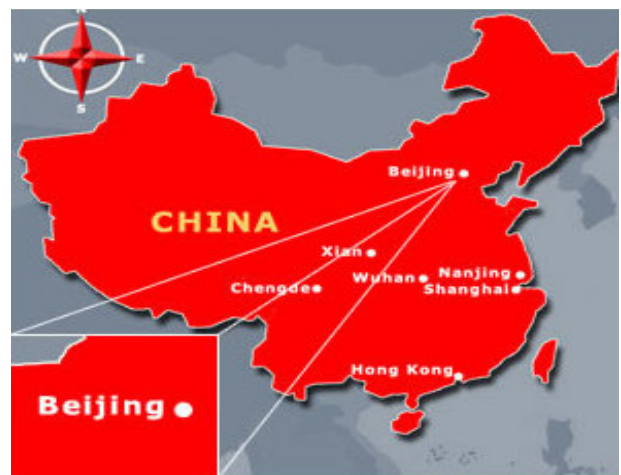 N
W E
S
Beijing
CHINA
Xian
Wuhan Nanjing
Chengde Shanghai
Hong Kong
Beijing